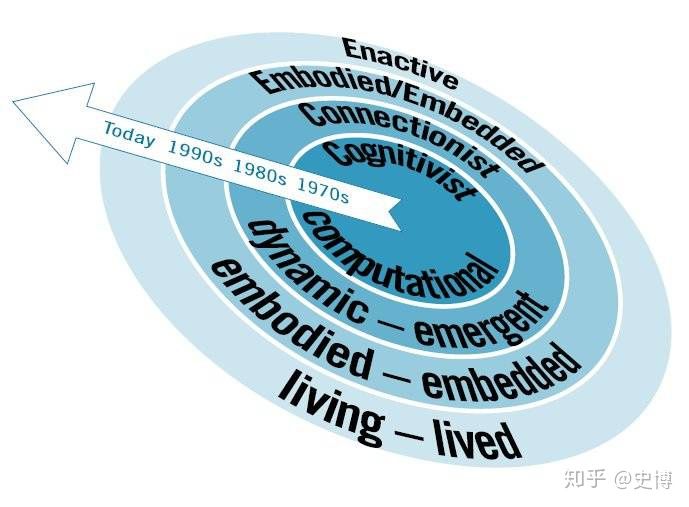 Enactive
Embodied/Embedded
Connectionist
Cognitivist
Today 1990s 1980s 1970s
computational
dynamic – emergent
embodied – embedded
living – lived
知乎 @史博